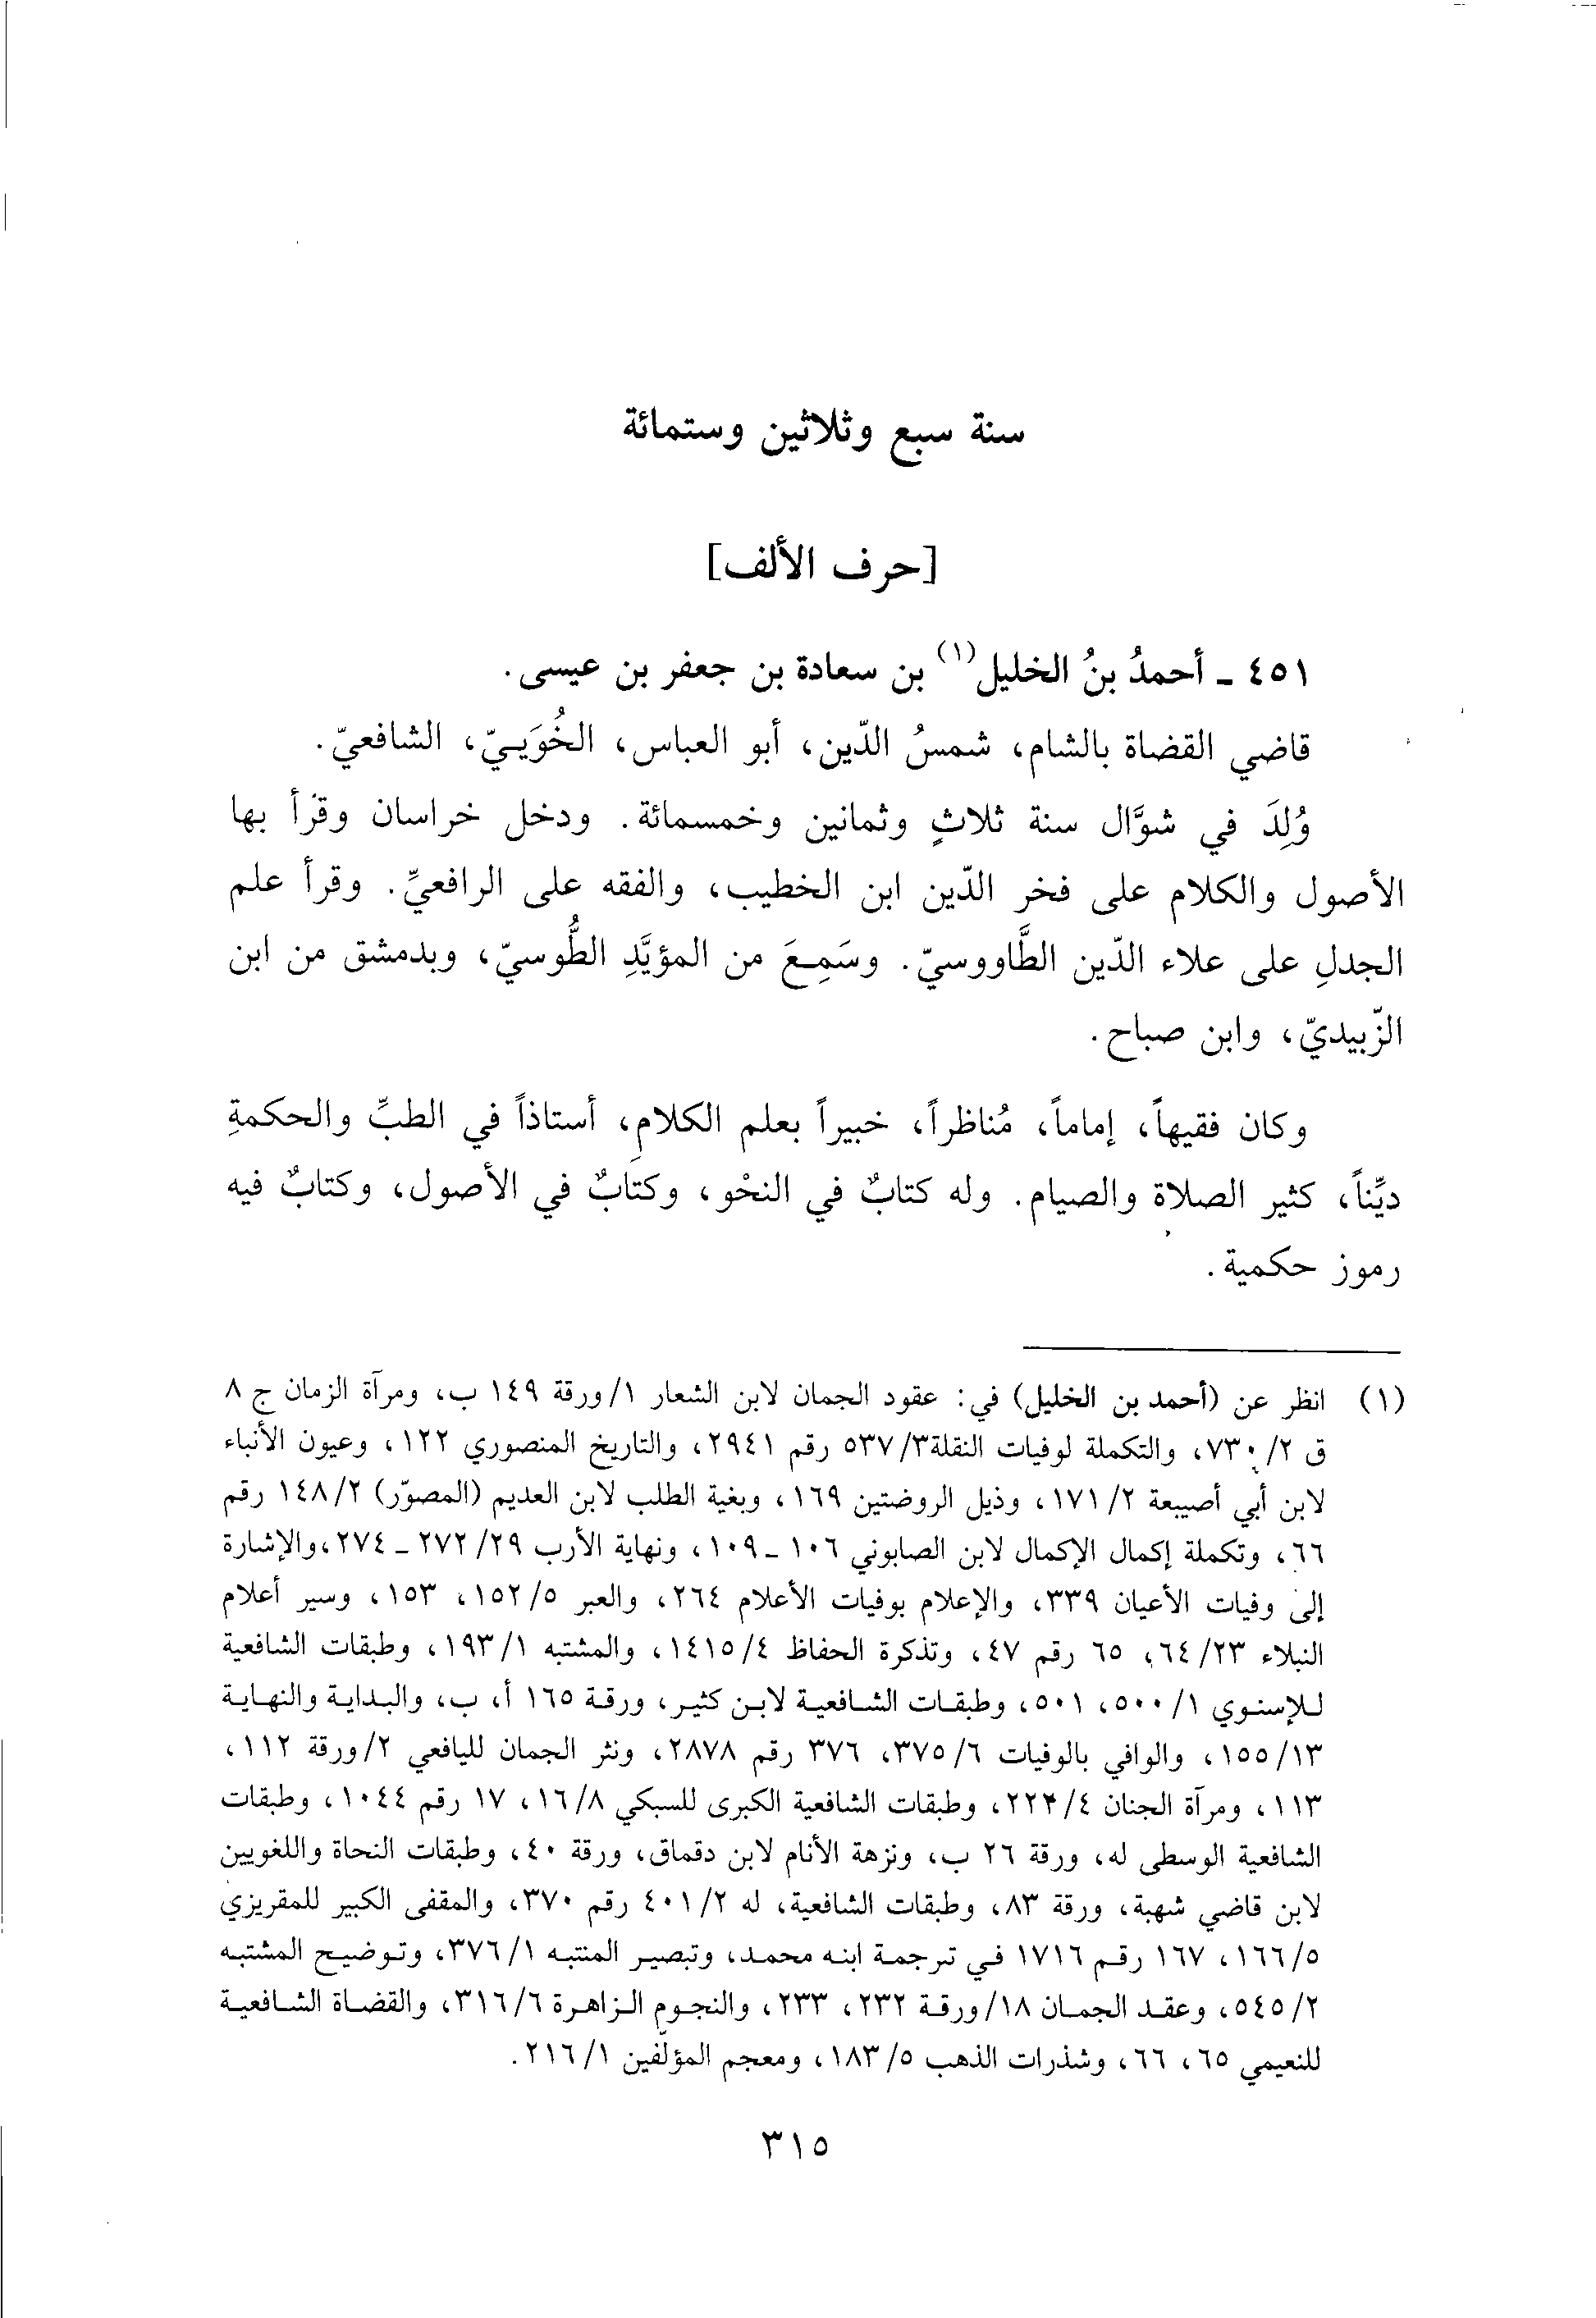 سنة سبع وثلاثين وستمائة
[حرف الألف]
٤٥١ - أحمدُ بنُ الخليل(١) بن سعادة بن جعفر بن عيسى.
قاضي القضاة بالشام، شمسُ الدّين، أبو العباس، الخُوَيـيّ، الشافعيّ.
وُلِدَ في شوَّال سنة ثلاثٍ وثمانين وخمسمائة. ودخل خراسان وقرأ بها
الأصول والكلام على فخر الدّين ابن الخطيب، والفقه على الرافعيِّ. وقرأ علم
الجدلِ على علاء الدّين الطَّاووسيّ. وسَمِعَ من المؤيَّدِ الطُّوسيّ، وبدمشق من ابن
الزّبيديّ، وابن صباح.
وكان فقيهاً، إماماً، مُناظراً، خبيراً بعلم الكلامِ، أستاذاً في الطبِّ والحكمةِ
ديِّناً، كثير الصلاة والصيام. وله كتابٌ في النحْو، وكتابٌ في الأصول، وكتابٌ فيه
رموز حكمية.
(١) انظر عن (أحمد بن الخليل) في: عقود الجمان لابن الشعار ١/ورقة ١٤٩ ب، ومرآة الزمان ج ٨
ق ٢/ ٧٣٠، والتكملة لوفيات النقلة٣/ ٥٣٧ رقم ٢٩٤١، والتاريخ المنصوري ١٢٢، وعيون الأنباء
لابن أبي أصيبعة ٢/ ١٧١، وذيل الروضتين ١٦٩، وبغية الطلب لابن العديم (المصوّر) ٢/ ١٤٨ رقم
٦٦، وتكملة إكمال الإكمال لابن الصابوني ١٠٦ - ١٠٩، ونهاية الأرب ٢٩/ ٢٧٢ - ٢٧٤،والإشارة
إلى وفيات الأعيان ٣٣٩، والإعلام بوفيات الأعلام ٢٦٤، والعبر ٥/ ١٥٢، ١٥٣، وسير أعلام
النبلاء ٢٣/ ٦٤، ٦٥ رقم ٤٧، وتذكرة الحفاظ ٤/ ١٤١٥، والمشتبه ١/ ١٩٣، وطبقات الشافعية
للإسنوي ١/ ٥٠٠، ٥٠١، وطبقات الشافعية لابن كثير، ورقة ١٦٥ أ، ب، والبداية والنهاية
١٣/ ١٥٥، والوافي بالوفيات ٦/ ٣٧٥، ٣٧٦ رقم ٢٨٧٨، ونثر الجمان لليافعي ٢/ورقة ١١٢،
١١٣، ومرآة الجنان ٤/ ٢٢٢، وطبقات الشافعية الكبرى للسبكي ٨/ ١٦، ١٧ رقم ١٠٤٤، وطبقات
الشافعية الوسطى له، ورقة ٢٦ ب، ونزهة الأنام لابن دقماق، ورقة ٤٠، وطبقات النحاة واللغويين
لابن قاضي شهبة، ورقة ٨٣، وطبقات الشافعية، له ٢/ ٤٠١ رقم ٣٧٠، والمقفى الكبير للمقريزي
٥/ ١٦٦، ١٦٧ رقم ١٧١٦ في ترجمة ابنه محمد، وتبصير المنتبه ١/ ٣٧٦، وتوضيح المشتبه
٢/ ٥٤٥، وعقد الجمان ١٨/ورقة ٢٣٢، ٢٣٣، والنجوم الزاهرة ٦/ ٣١٦، والقضاة الشافعية
للنعيمي ٦٥، ٦٦، وشذرات الذهب ٥/ ١٨٣، ومعجم المؤلّفين ١/ ٢١٦.
٣١٥